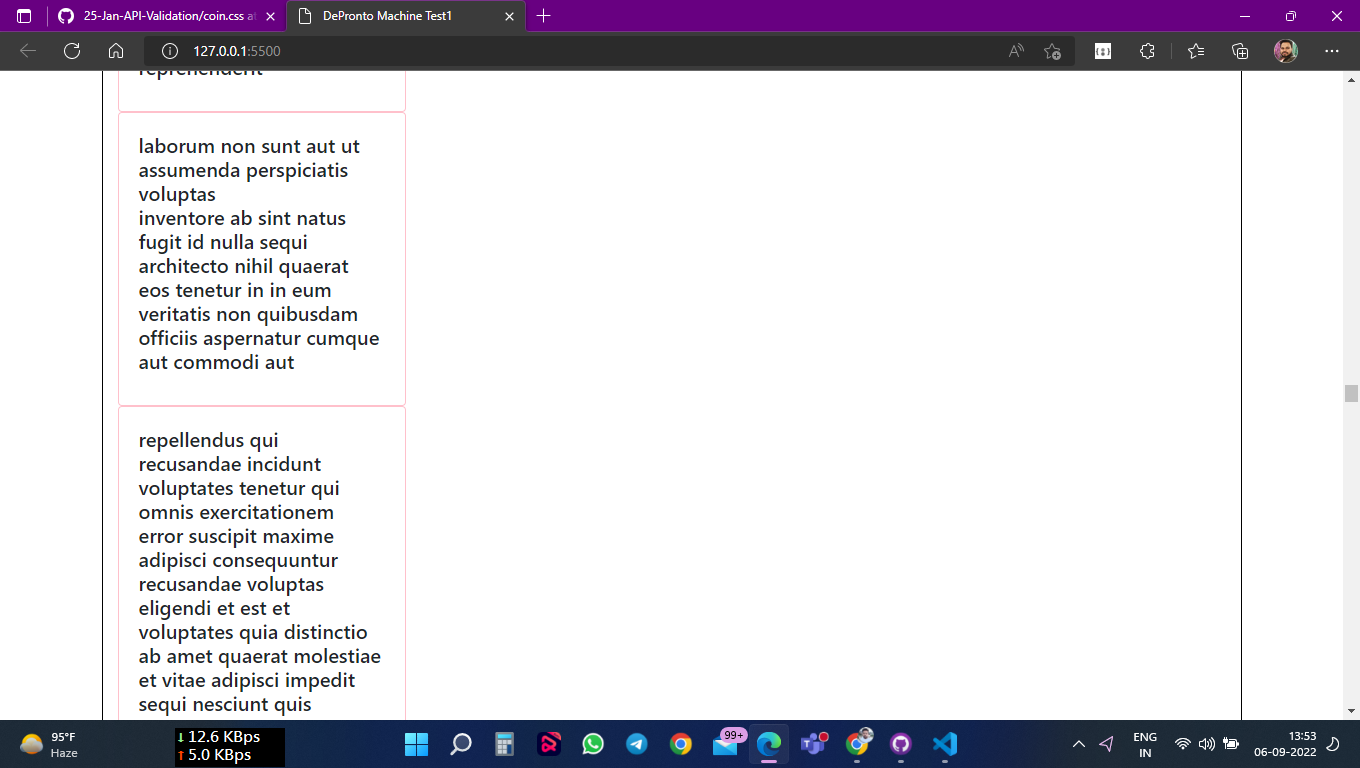 25-Jan-API-Validation/coin.css at
DePronto Machine Test1
127.0.0.1:5500
reprehenderit
laborum non sunt aut ut
assumenda perspiciatis
voluptas
inventore ab sint natus
fugit id nulla sequi
architecto nihil quaerat
eos tenetur in in eum
veritatis non quibusdam
officiis aspernatur cumque
aut commodi aut
repellendus qui
recusandae incidunt
voluptates tenetur qui
omnis exercitationem
error suscipit maxime
adipisci consequuntur
recusandae voluptas
eligendi et est et
voluptates quia distinctio
ab amet quaerat molestiae
et vitae adipisci impedit
sequi nesciunt quis
95°F
Haze
↓ 12.6 KBps
↑ 5.0 KBps
99+
ENG
IN
13:53
06-09-2022